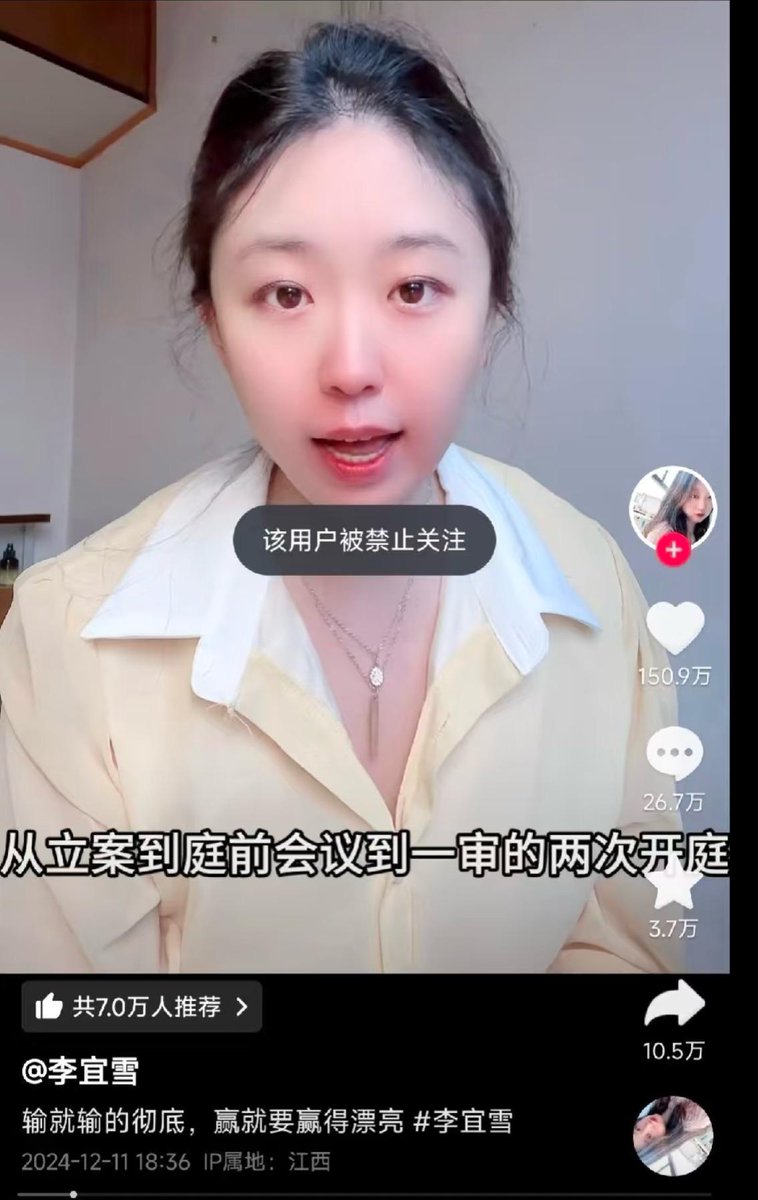 该用户被禁止关注
150.9万
26.7万
从立案到庭前会议到一审的两次开庭
3.7万
共7.0万人推荐
10.5万
@李宜雪
输就输的彻底，赢就要赢得漂亮 #李宜雪
2024-12-11 18:36 IP属地：江西